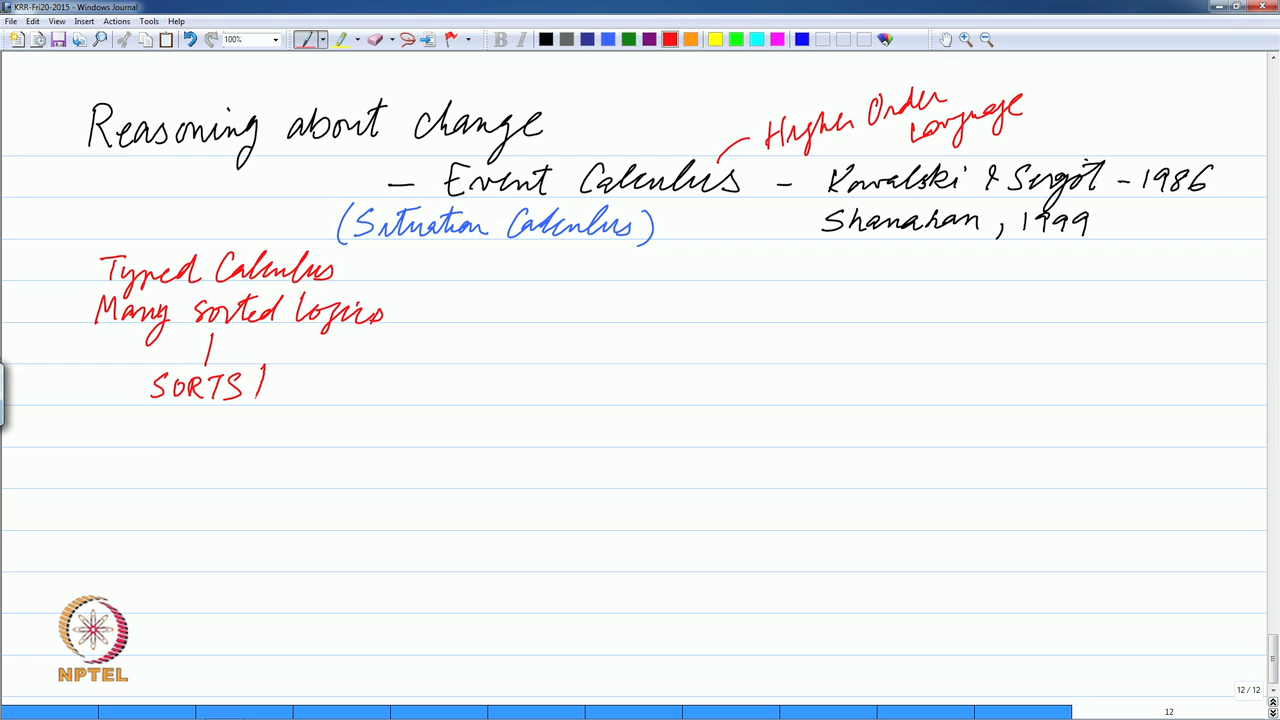 KRR-Fri20-2015 - Windows Journal
File Edit View Insert Actions Tools Help
100%
Reasoning about change
Higher Order
Language
- Event Calculus - Kowalski & Sergot - 1986
(Situation Calculus) Shanahan, 1999
Typed Calculus
Many sorted logics
SORTS /
NPTEL
12 / 12
12